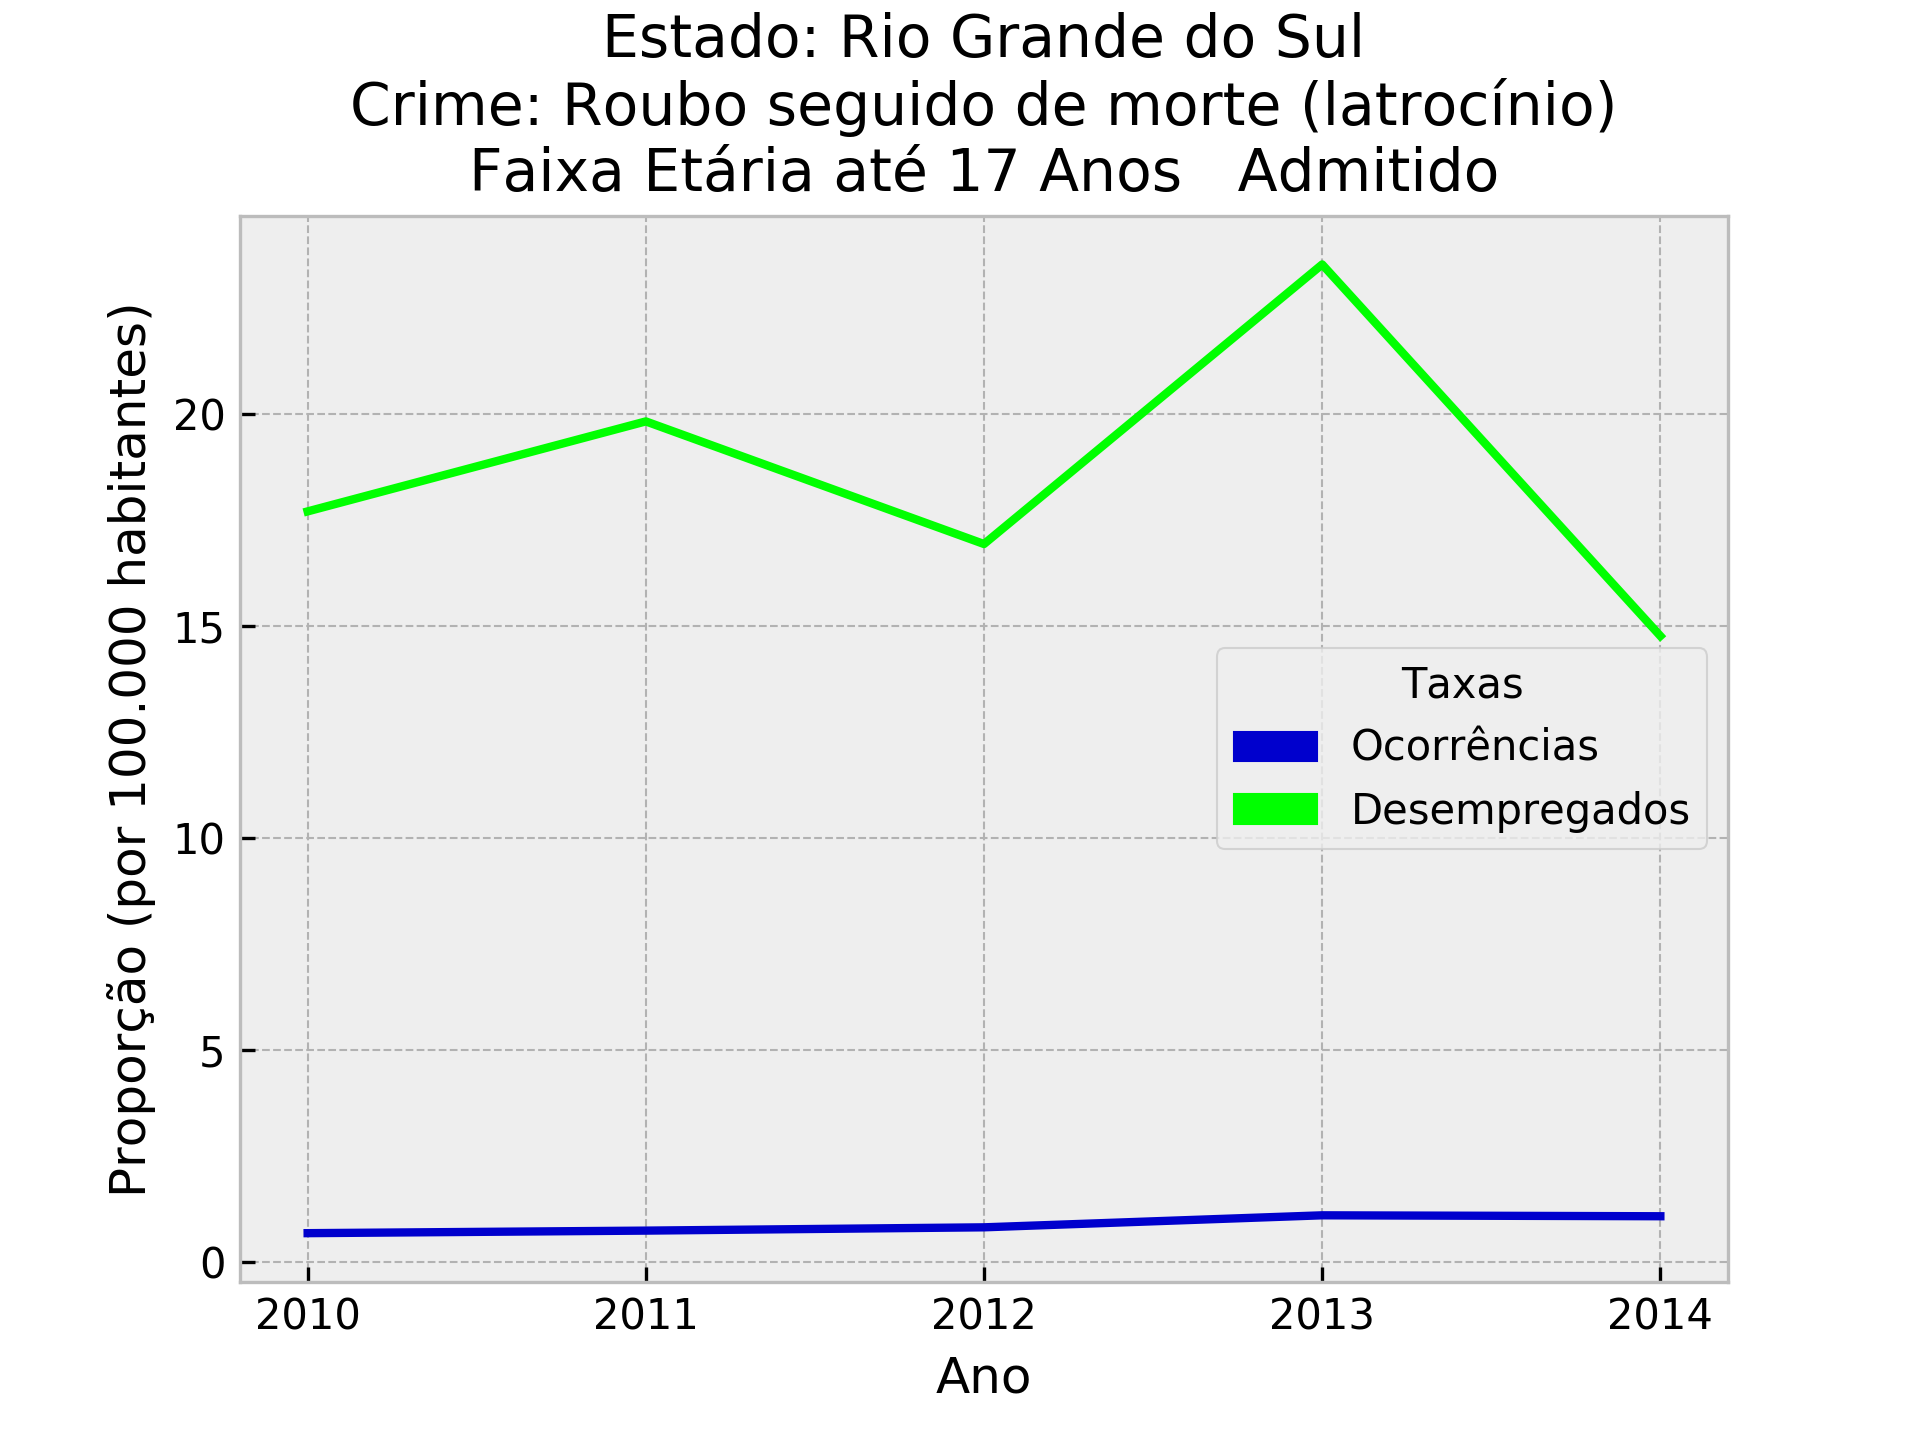 Estado: Rio Grande do Sul
Crime: Roubo seguido de morte (latrocínio)
Faixa Etária até 17 Anos   Admitido
Proporção (por 100.000 habitantes)
20
15
10
5
0
Taxas
Ocorrências
Desempregados
2010 2011 2012 2013 2014
Ano